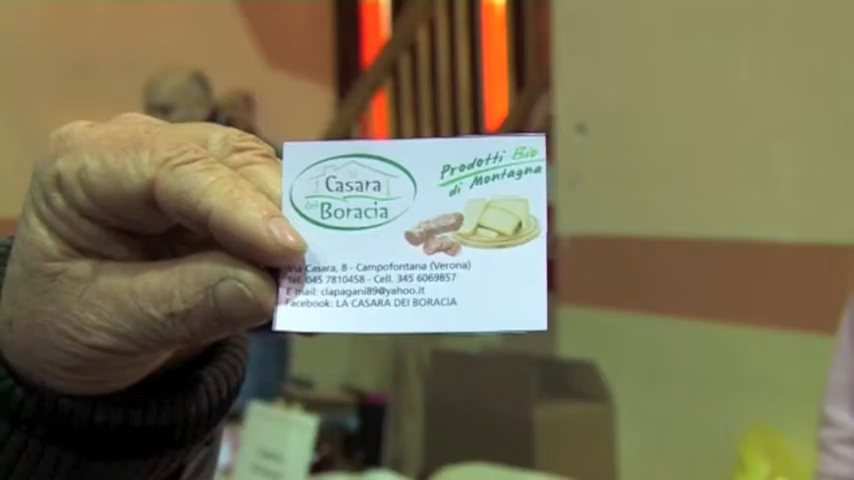 Casara
dei
Boracia
Prodotti Bio
di Montagna
Via Casara, 8 - Campofontana (Verona)
Tel. 045 7810458 - Cell. 345 6069857
E-mail: clapagani89@yahoo.it
Facebook: LA CASARA DEI BORACIA